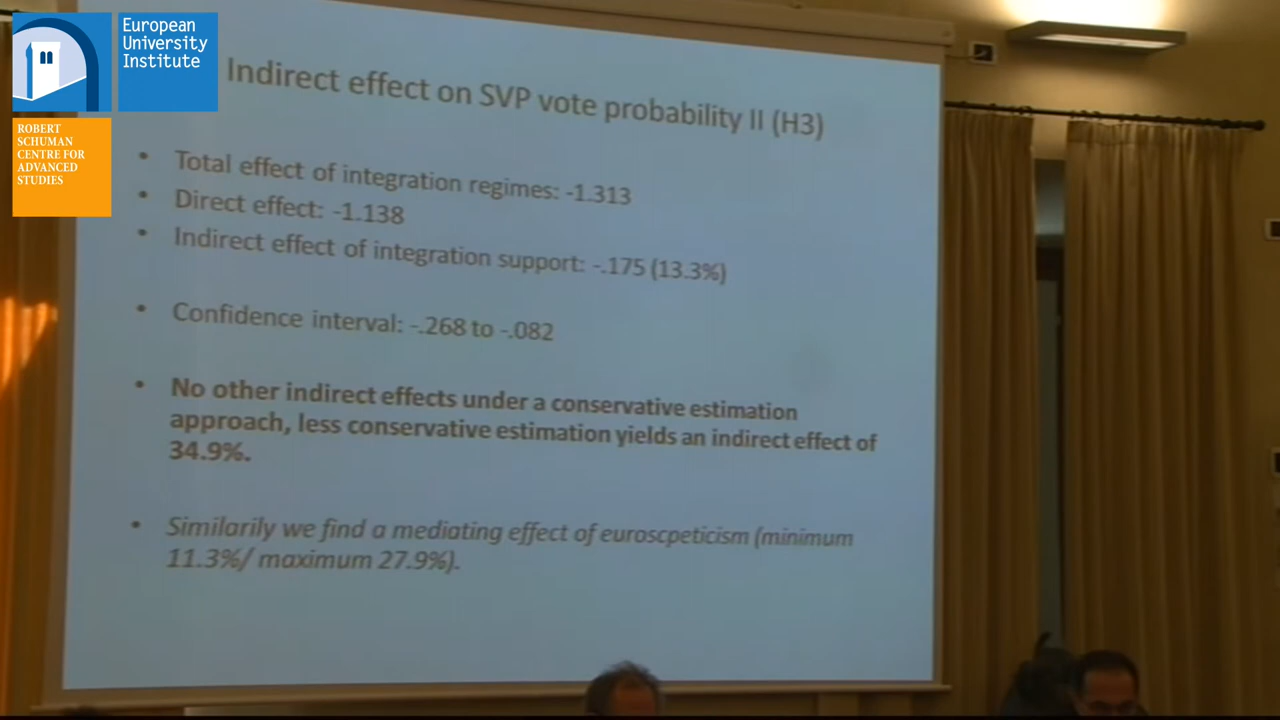 European
University
Institute
ROBERT
SCHUMAN
CENTRE FOR
ADVANCED
STUDIES
Indirect effect on SVP vote probability II (H3)
• Total effect of integration regimes: -1.313
• Direct effect: -1.138
• Indirect effect of integration support: -.175 (13.3%)
• Confidence interval: -.268 to -.082
• No other indirect effects under a conservative estimation
approach, less conservative estimation yields an indirect effect of
34.9%.
• Similarily we find a mediating effect of euroscpeticism (minimum
11.3%/ maximum 27.9%).